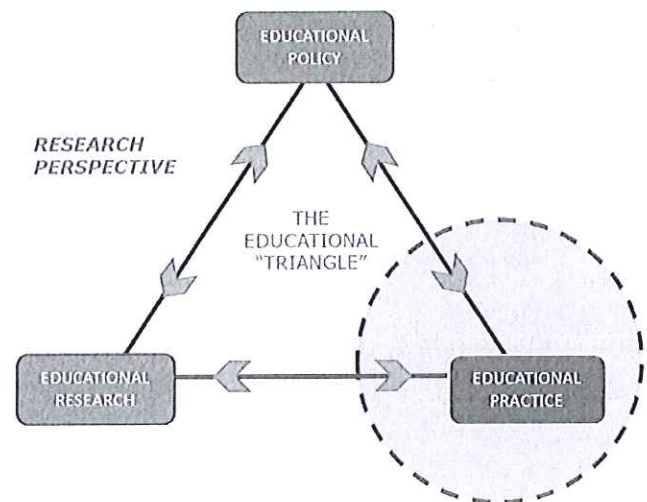 EDUCATIONAL
POLICY
RESEARCH
PERSPECTIVE
THE
EDUCATIONAL
"TRIANGLE"
EDUCATIONAL
RESEARCH
EDUCATIONAL
PRACTICE